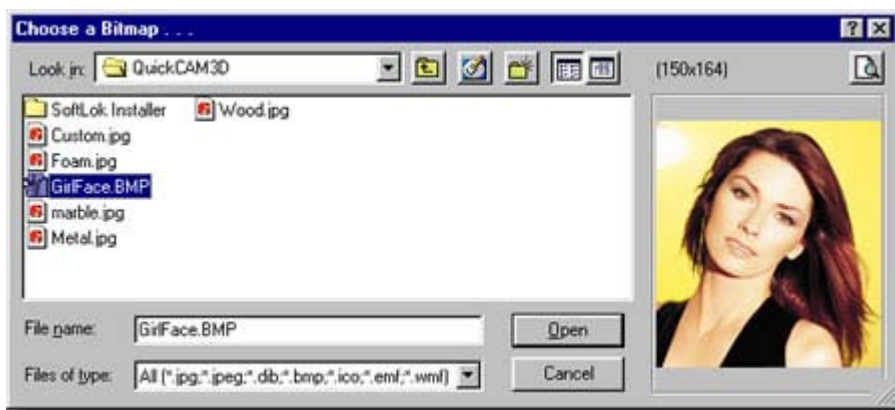 Choose a Bitmap . . .
Look in: QuickCAM3D
(150x164)
SoftLok Installer
Custom.jpg
Foam.jpg
GirlFace.BMP
marble.jpg
Metal.jpg
Wood.jpg
File name: GirlFace.BMP
Open
Files of type: All (*.jpg;*.jpeg;*.dib;*.bmp;*.ico;*.emf;*.wmf)
Cancel